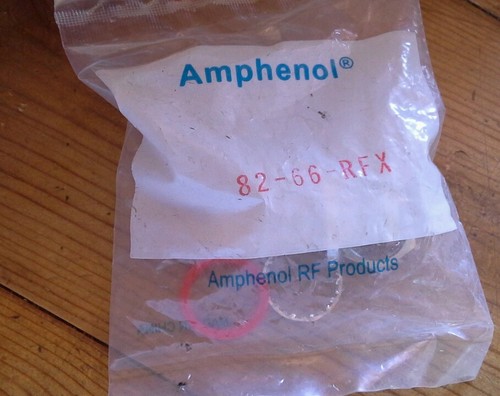 Amphenol®
82-66-RFX
Amphenol RF Products